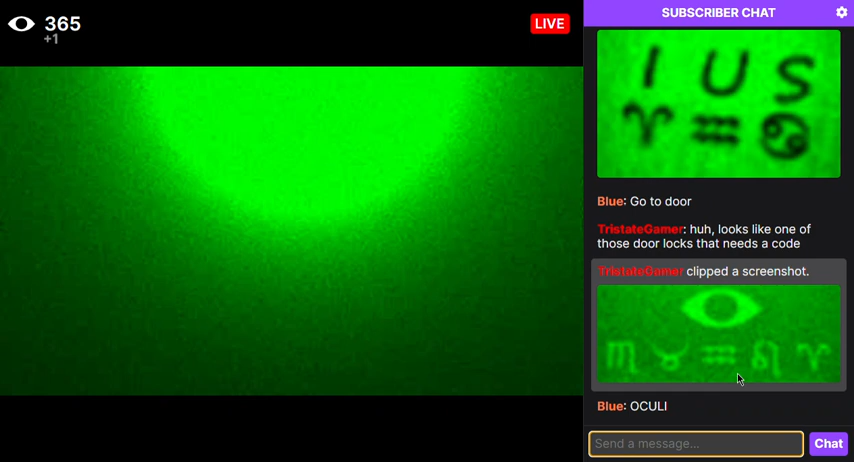 365
+1
LIVE
SUBSCRIBER CHAT
I U S
♈ ♒ ♋
Blue: Go to door
TristateGamer: huh, looks like one of
those door locks that needs a code
TristateGamer clipped a screenshot.
♏ ♉ ♒ ♌ ♈
Blue: OCULI
Send a message...
Chat